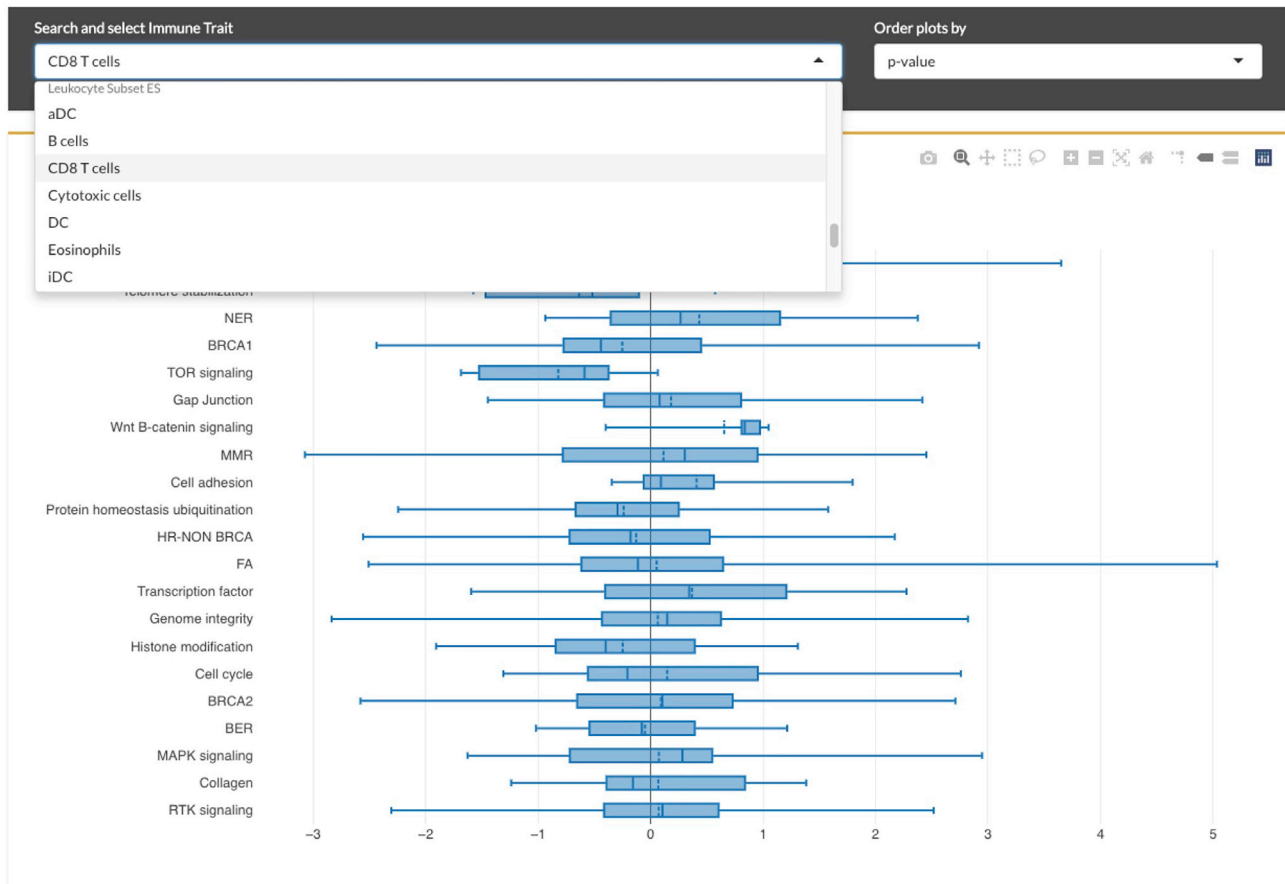 Search and select Immune Trait
Order plots by
CD8 T cells
p-value
Leukocyte Subset ES
aDC
B cells
CD8 T cells
Cytotoxic cells
DC
Eosinophils
iDC
Telomere stabilization
NER
BRCA1
TOR signaling
Gap Junction
Wnt B-catenin signaling
MMR
Cell adhesion
Protein homeostasis ubiquitination
HR-NON BRCA
FA
Transcription factor
Genome integrity
Histone modification
Cell cycle
BRCA2
BER
MAPK signaling
Collagen
RTK signaling
−3 −2 −1 0 1 2 3 4 5